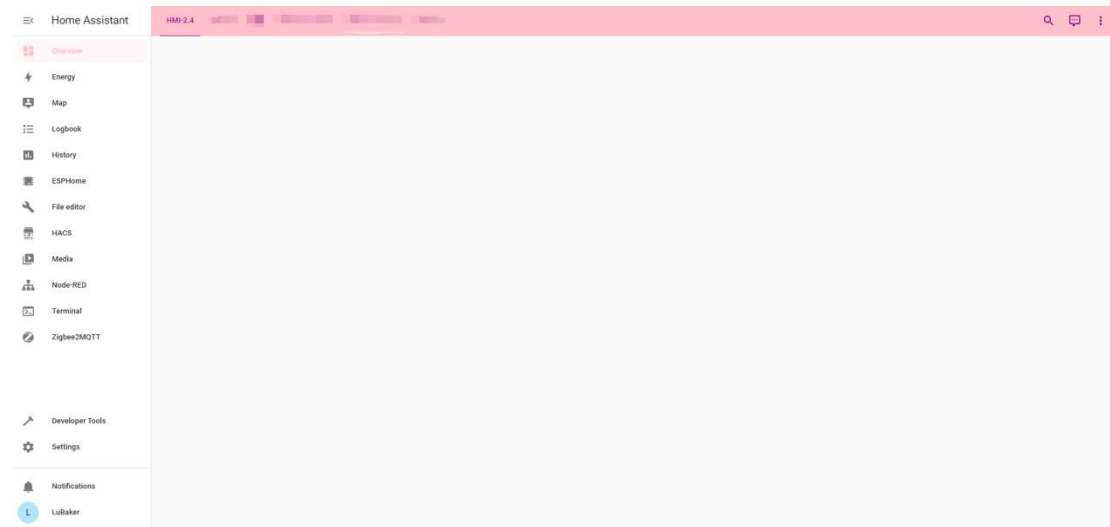 Home Assistant
HMI-2.4
Overview
Energy
Map
Logbook
History
ESPHome
File editor
HACS
Media
Node-RED
Terminal
Zigbee2MQTT
Developer Tools
Settings
Notifications
L
LuBaker